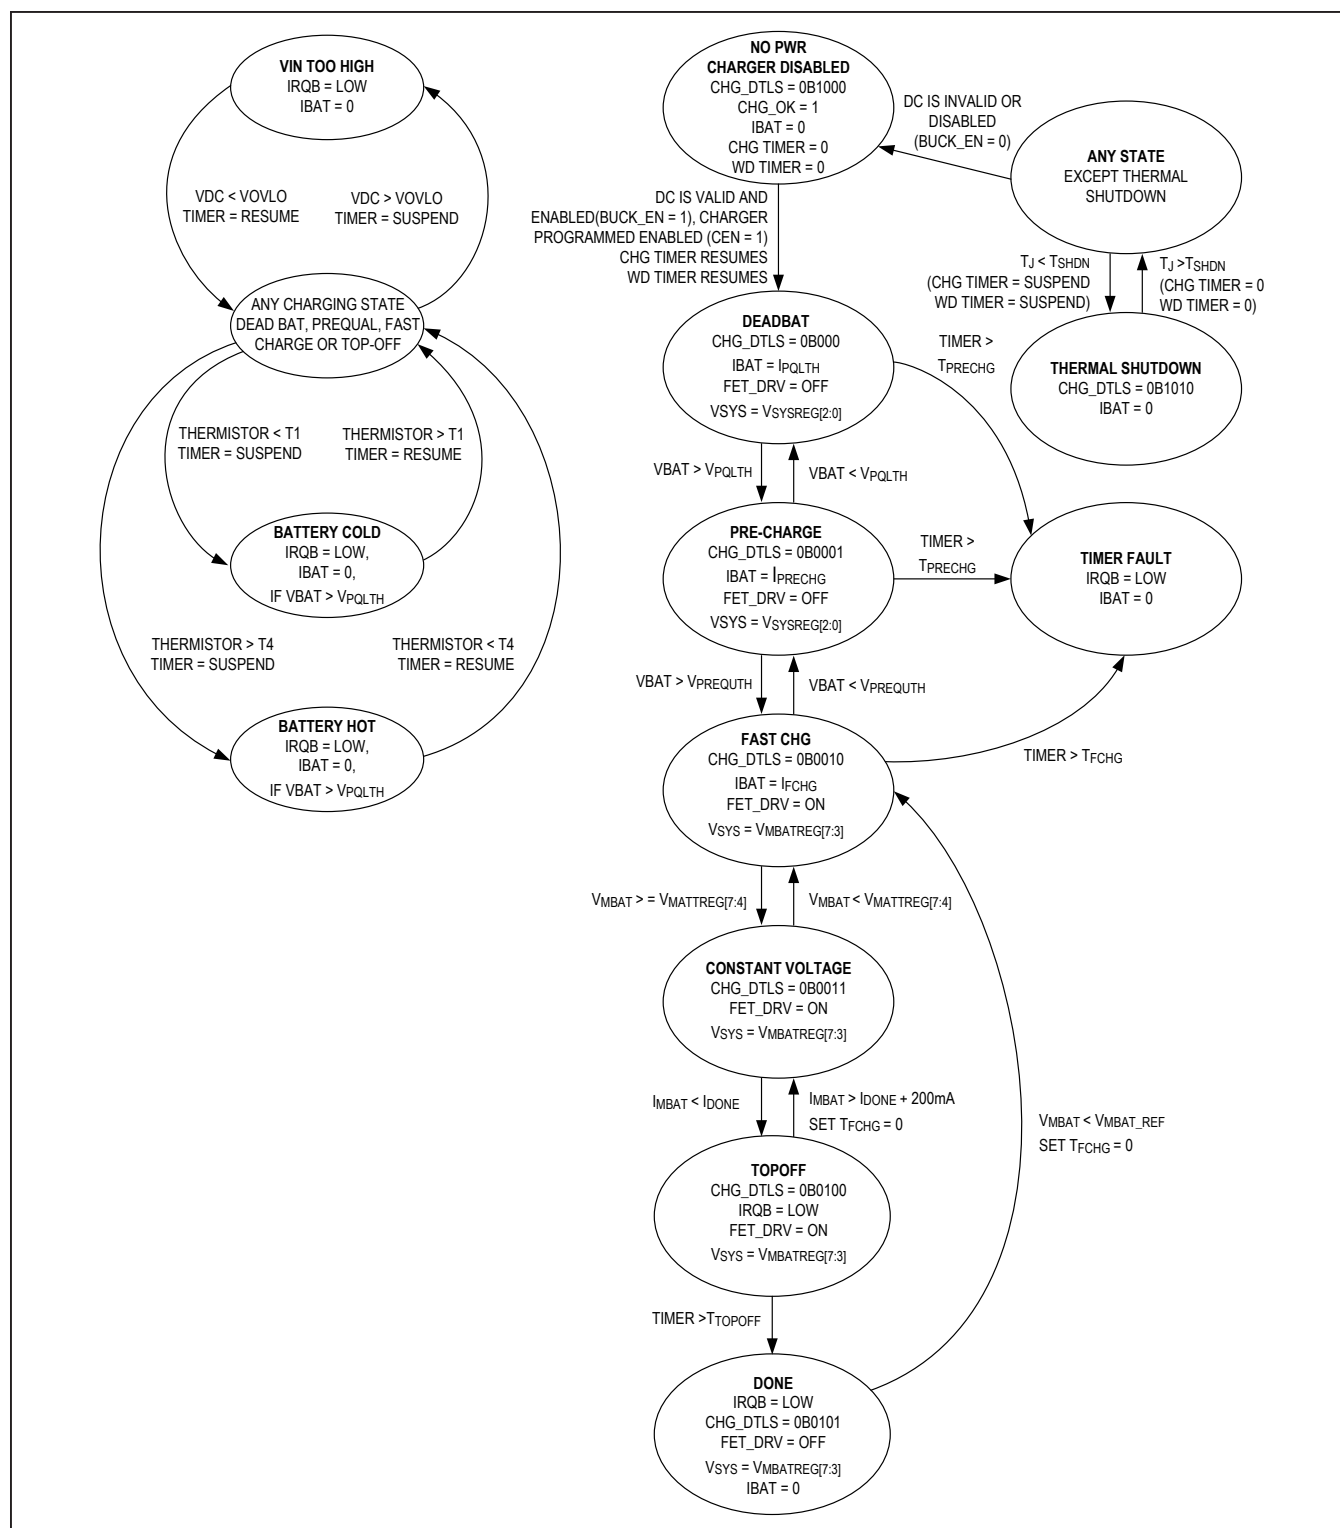 VIN TOO HIGH
IRQB = LOW
IBAT = 0
VDC < VOVLO
TIMER = RESUME
VDC > VOVLO
TIMER = SUSPEND
ANY CHARGING STATE
DEAD BAT, PREQUAL, FAST
CHARGE OR TOP-OFF
THERMISTOR < T1
TIMER = SUSPEND
THERMISTOR > T1
TIMER = RESUME
BATTERY COLD
IRQB = LOW,
IBAT = 0,
IF VBAT > VPQLTH
THERMISTOR > T4
TIMER = SUSPEND
THERMISTOR < T4
TIMER = RESUME
BATTERY HOT
IRQB = LOW,
IBAT = 0,
IF VBAT > VPQLTH
NO PWR
CHARGER DISABLED
CHG_DTLS = 0B1000
CHG_OK = 1
IBAT = 0
CHG TIMER = 0
WD TIMER = 0
DC IS INVALID OR
DISABLED
(BUCK_EN = 0)
ANY STATE
EXCEPT THERMAL
SHUTDOWN
DC IS VALID AND
ENABLED(BUCK_EN = 1), CHARGER
PROGRAMMED ENABLED (CEN = 1)
CHG TIMER RESUMES
WD TIMER RESUMES
TJ < TSHDN
(CHG TIMER = SUSPEND
WD TIMER = SUSPEND)
TJ >TSHDN
(CHG TIMER = 0
WD TIMER = 0)
THERMAL SHUTDOWN
CHG_DTLS = 0B1010
IBAT = 0
DEADBAT
CHG_DTLS = 0B000
IBAT = IPQLTH
FET_DRV = OFF
VSYS = VSYSREG[2:0]
TIMER >
TPRECHG
VBAT > VPQLTH
VBAT < VPQLTH
PRE-CHARGE
CHG_DTLS = 0B0001
IBAT = IPRECHG
FET_DRV = OFF
VSYS = VSYSREG[2:0]
TIMER >
TPRECHG
TIMER FAULT
IRQB = LOW
IBAT = 0
VBAT > VPREQUTH
VBAT < VPREQUTH
FAST CHG
CHG_DTLS = 0B0010
IBAT = IFCHG
FET_DRV = ON
VSYS = VMBATREG[7:3]
TIMER > TFCHG
VMBAT > = VMATTREG[7:4]
VMBAT < VMATTREG[7:4]
CONSTANT VOLTAGE
CHG_DTLS = 0B0011
FET_DRV = ON
VSYS = VMBATREG[7:3]
IMBAT < IDONE
IMBAT > IDONE + 200mA
SET TFCHG = 0
VMBAT < VMBAT_REF
SET TFCHG = 0
TOPOFF
CHG_DTLS = 0B0100
IRQB = LOW
FET_DRV = ON
VSYS = VMBATREG[7:3]
TIMER >TTOPOFF
DONE
IRQB = LOW
CHG_DTLS = 0B0101
FET_DRV = OFF
VSYS = VMBATREG[7:3]
IBAT = 0